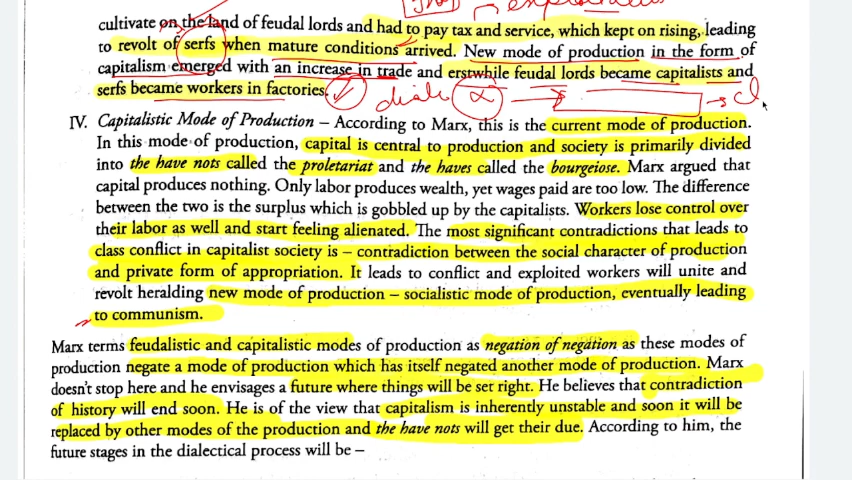 cultivate on the land of feudal lords and had to pay tax and service, which kept on rising, leading
to revolt of serfs when mature conditions arrived. New mode of production in the form of
capitalism emerged with an increase in trade and erstwhile feudal lords became capitalists and
serfs became workers in factories.
IV. Capitalistic Mode of Production – According to Marx, this is the current mode of production.
In this mode of production, capital is central to production and society is primarily divided
into the have nots called the proletariat and the haves called the bourgeiose. Marx argued that
capital produces nothing. Only labor produces wealth, yet wages paid are too low. The difference
between the two is the surplus which is gobbled up by the capitalists. Workers lose control over
their labor as well and start feeling alienated. The most significant contradictions that leads to
class conflict in capitalist society is – contradiction between the social character of production
and private form of appropriation. It leads to conflict and exploited workers will unite and
revolt heralding new mode of production – socialistic mode of production, eventually leading
to communism.
Marx terms feudalistic and capitalistic modes of production as negation of negation as these modes of
production negate a mode of production which has itself negated another mode of production. Marx
doesn't stop here and he envisages a future where things will be set right. He believes that contradiction
of history will end soon. He is of the view that capitalism is inherently unstable and soon it will be
replaced by other modes of the production and the have nots will get their due. According to him, the
future stages in the dialectical process will be –